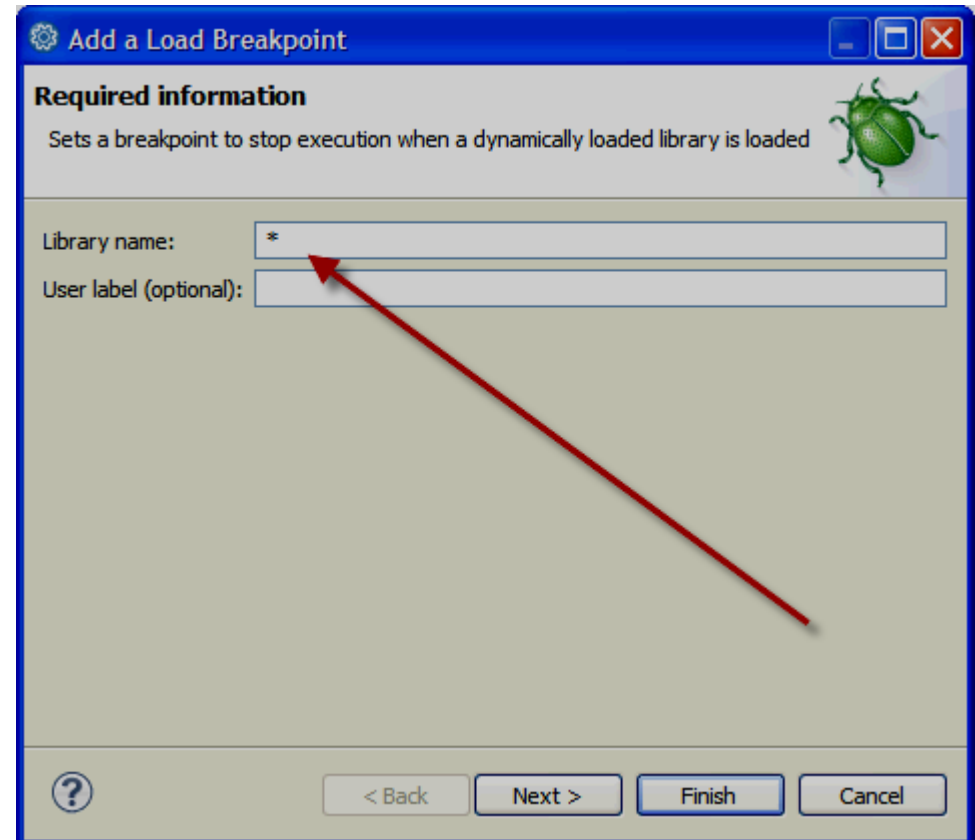 Add a Load Breakpoint
Required information
Sets a breakpoint to stop execution when a dynamically loaded library is loaded
Library name: *
User label (optional):
? < Back Next > Finish Cancel